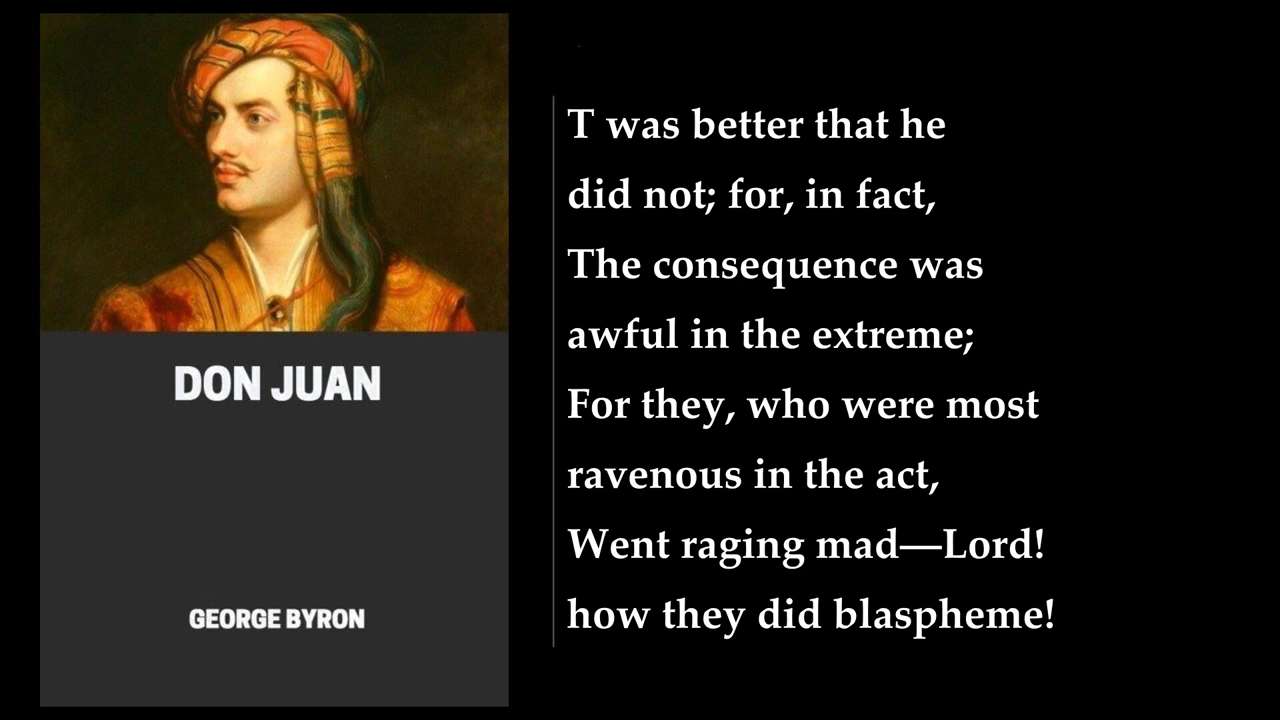 DON JUAN
GEORGE BYRON
T was better that he
did not; for, in fact,
The consequence was
awful in the extreme;
For they, who were most
ravenous in the act,
Went raging mad—Lord!
how they did blaspheme!